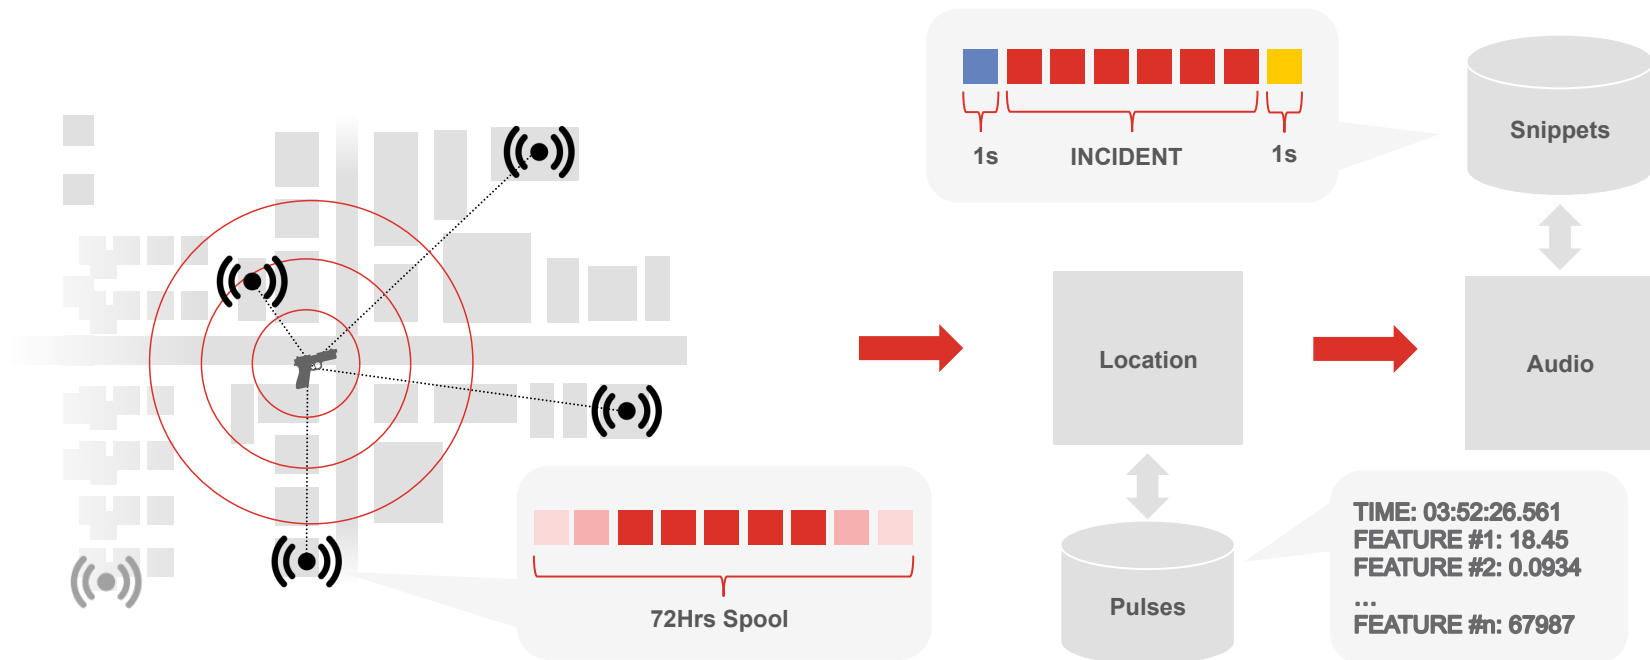 1s
INCIDENT
1s
Snippets
Location
Audio
72Hrs Spool
Pulses
TIME: 03:52:26.561
FEATURE #1: 18.45
FEATURE #2: 0.0934
...
FEATURE #n: 67987